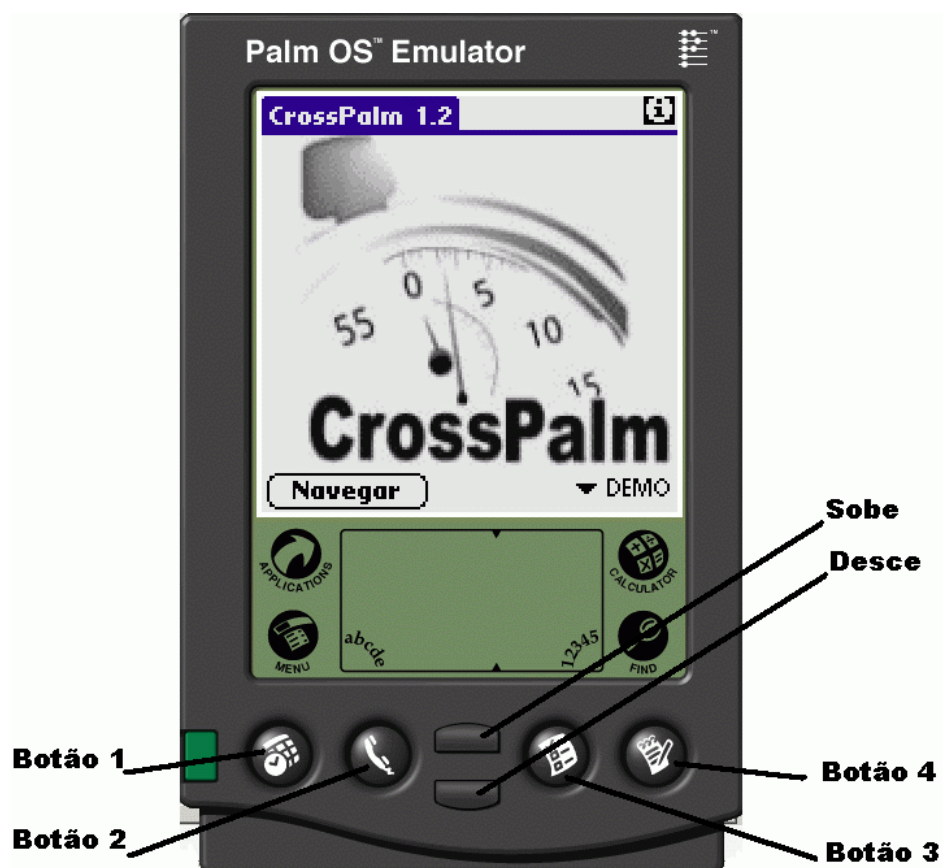 Palm OS™ Emulator
™
CrossPalm 1.2
i
0
5
55
10
15
CrossPalm
Navegar
DEMO
Sobe
Desce
APPLICATIONS
CALCULATOR
MENU
abcde
12345
FIND
Botão 1
Botão 4
Botão 2
Botão 3